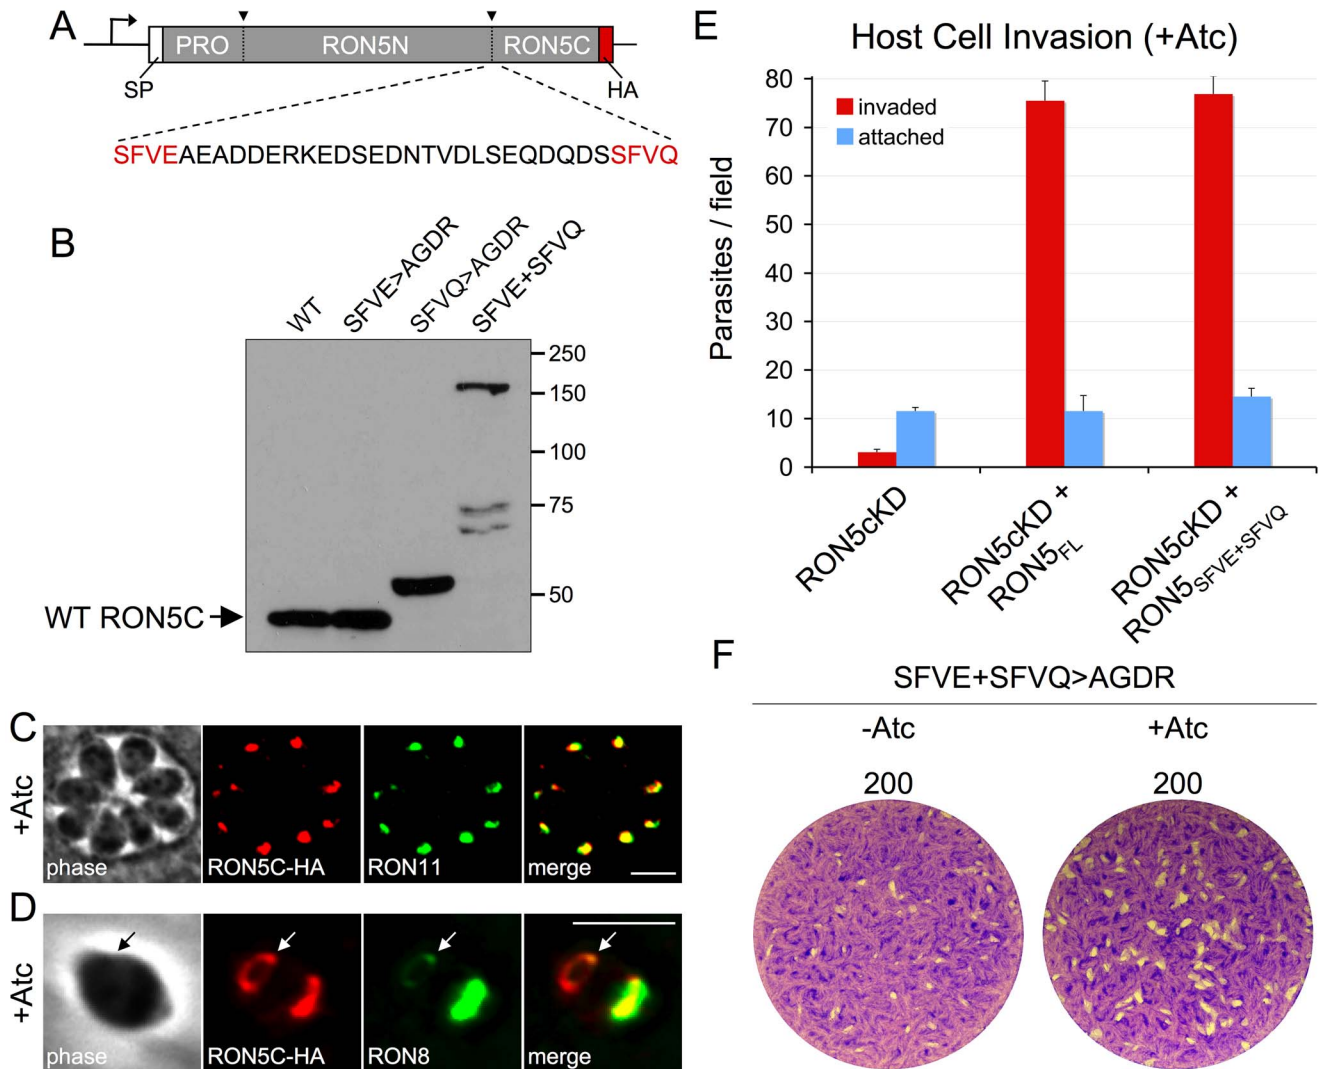 A
PRO
RON5N
RON5C
SP
HA
SFVEAEADDERKEDSEDNTVDLSEQDQDSSFVQ
B
WT
SFVE>AGDR
SFVQ>AGDR
SFVE+SFVQ
250
150
100
75
50
WT RON5C
C
+Atc
phase
RON5C-HA
RON11
merge
D
+Atc
phase
RON5C-HA
RON8
merge
E
Host Cell Invasion (+Atc)
Parasites / field
80
70
60
50
40
30
20
10
0
invaded
attached
RON5cKD
RON5cKD +
RON5FL
RON5cKD +
RON5SFVE+SFVQ
F
SFVE+SFVQ>AGDR
-Atc
+Atc
200
200